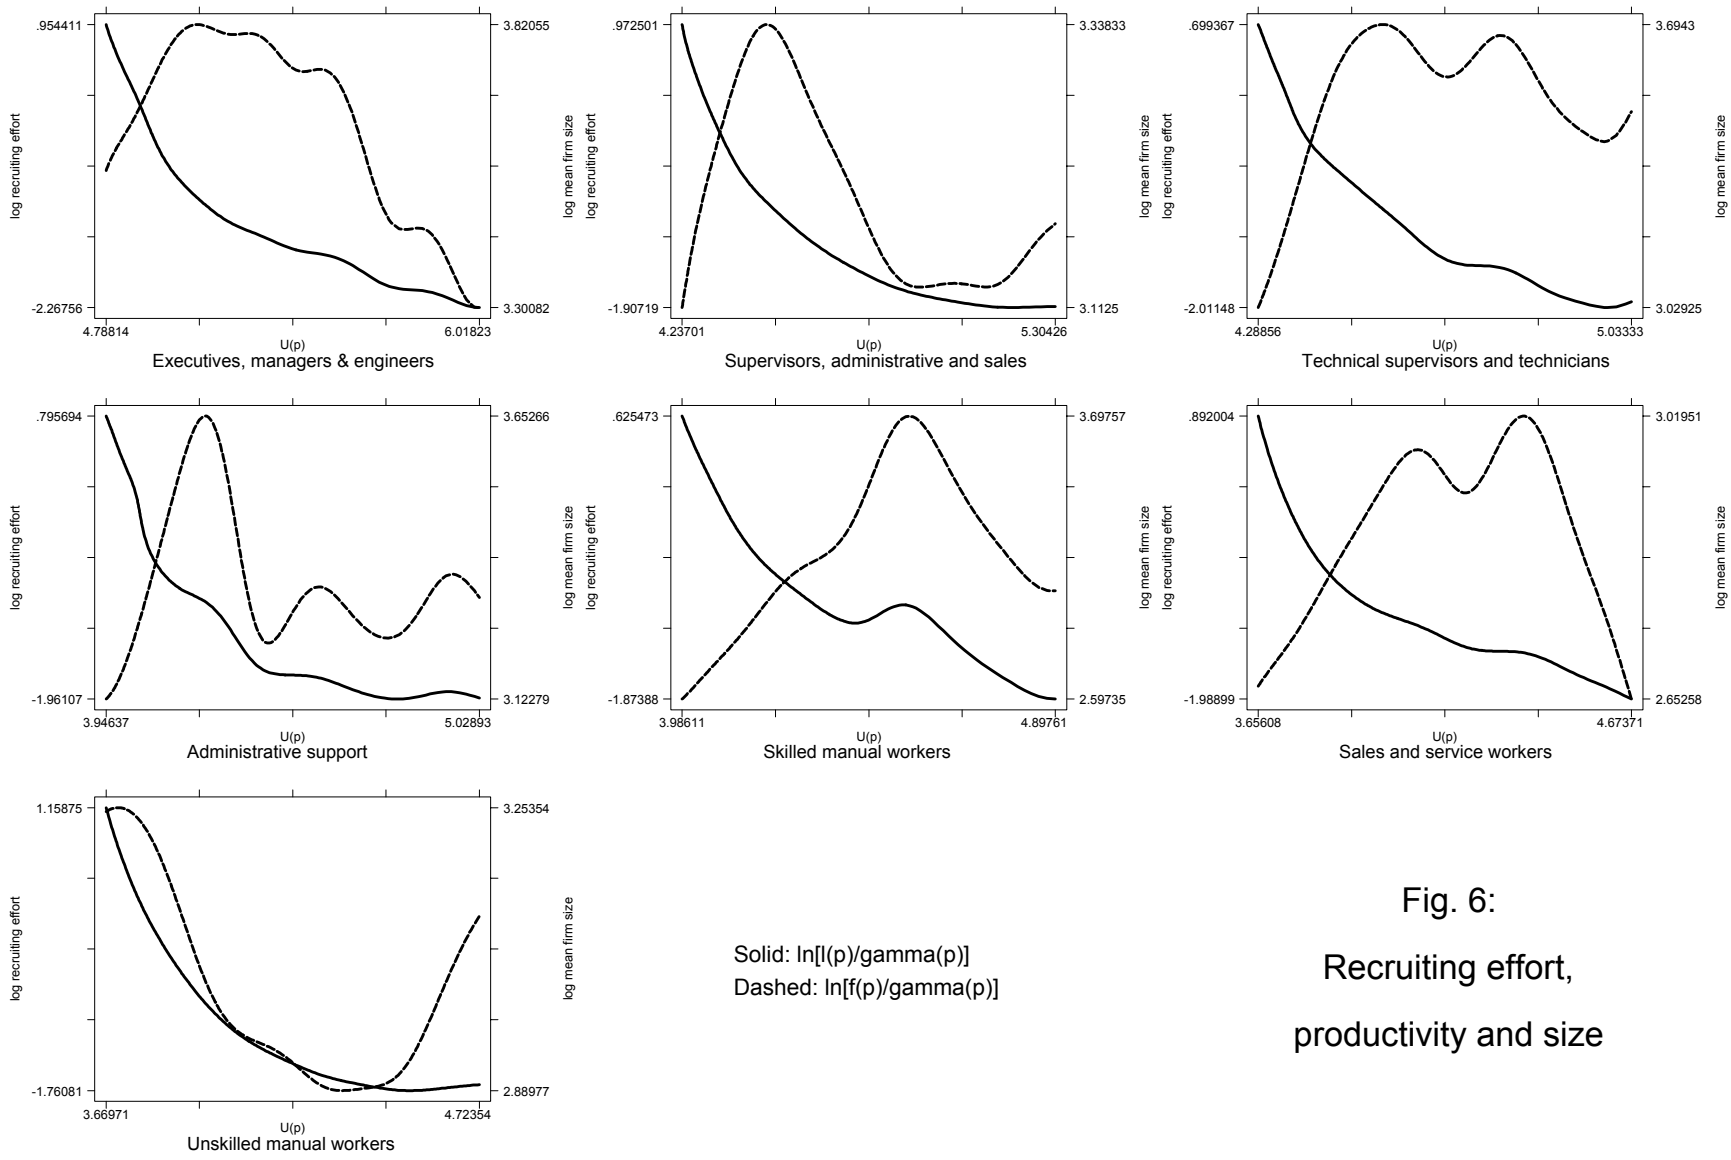 .954411
3.82055
log recruiting effort
log mean firm size
-2.26756
3.30082
4.78814
6.01823
U(p)
Executives, managers & engineers
.972501
3.33833
log recruiting effort
log mean firm size
-1.90719
3.1125
4.23701
5.30426
U(p)
Supervisors, administrative and sales
.699367
3.6943
log recruiting effort
log mean firm size
-2.01148
3.02925
4.28856
5.03333
U(p)
Technical supervisors and technicians
.795694
3.65266
log recruiting effort
log mean firm size
-1.96107
3.12279
3.94637
5.02893
U(p)
Administrative support
.625473
3.69757
log recruiting effort
log mean firm size
-1.87388
2.59735
3.98611
4.89761
U(p)
Skilled manual workers
.892004
3.01951
log recruiting effort
log mean firm size
-1.98899
2.65258
3.65608
4.67371
U(p)
Sales and service workers
1.15875
3.25354
log recruiting effort
log mean firm size
-1.76081
2.88977
3.66971
4.72354
U(p)
Unskilled manual workers
Solid: ln[l(p)/gamma(p)]
Dashed: ln[f(p)/gamma(p)]
Fig. 6:
Recruiting effort,
productivity and size